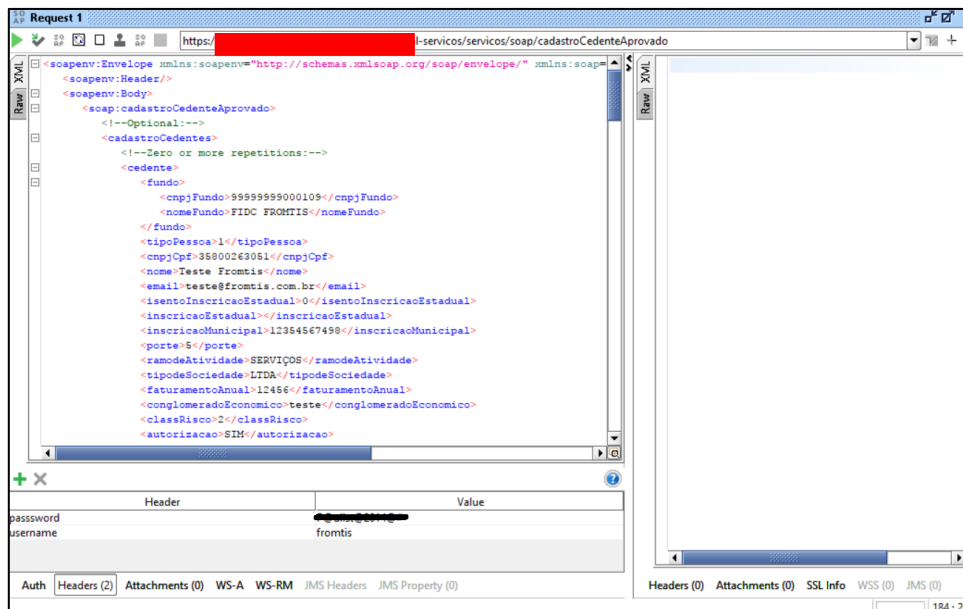 Request 1
https:/ l-servicos/servicos/soap/cadastroCedenteAprovado
XML
Raw
<soapenv:Envelope xmlns:soapenv="http://schemas.xmlsoap.org/soap/envelope/" xmlns:soap=
<soapenv:Header/>
<soapenv:Body>
<soap:cadastroCedenteAprovado>
<!--Optional:-->
<cadastroCedentes>
<!--Zero or more repetitions:-->
<cedente>
<fundo>
<cnpjFundo>99999999000109</cnpjFundo>
<nomeFundo>FIDC FROMTIS</nomeFundo>
</fundo>
<tipoPessoa>1</tipoPessoa>
<cnpjCpf>35800263051</cnpjCpf>
<nome>Teste Fromtis</nome>
<email>teste@fromtis.com.br</email>
<isentoInscricaoEstadual>0</isentoInscricaoEstadual>
<inscricaoEstadual></inscricaoEstadual>
<inscricaoMunicipal>12354567498</inscricaoMunicipal>
<porte>5</porte>
<ramodeAtividade>SERVIÇOS</ramodeAtividade>
<tipodeSociedade>LTDA</tipodeSociedade>
<faturamentoAnual>12456</faturamentoAnual>
<conglomeradoEconomico>teste</conglomeradoEconomico>
<classRisco>2</classRisco>
<autorizacao>SIM</autorizacao>
XML
Raw
Header Value
passsword
username fromtis
Auth Headers (2) Attachments (0) WS-A WS-RM JMS Headers JMS Property (0)
Headers (0) Attachments (0) SSL Info WSS (0) JMS (0)